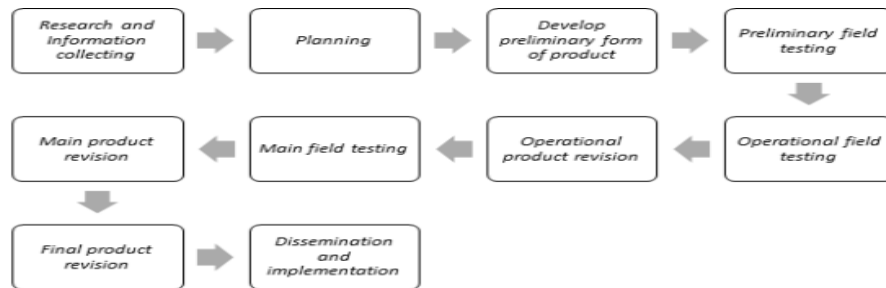 Research and
Information
collecting
Planning
Develop
preliminary form
of product
Preliminary field
testing
Operational field
testing
Operational
product revision
Main field testing
Main product
revision
Final product
revision
Dissemination
and
implementation